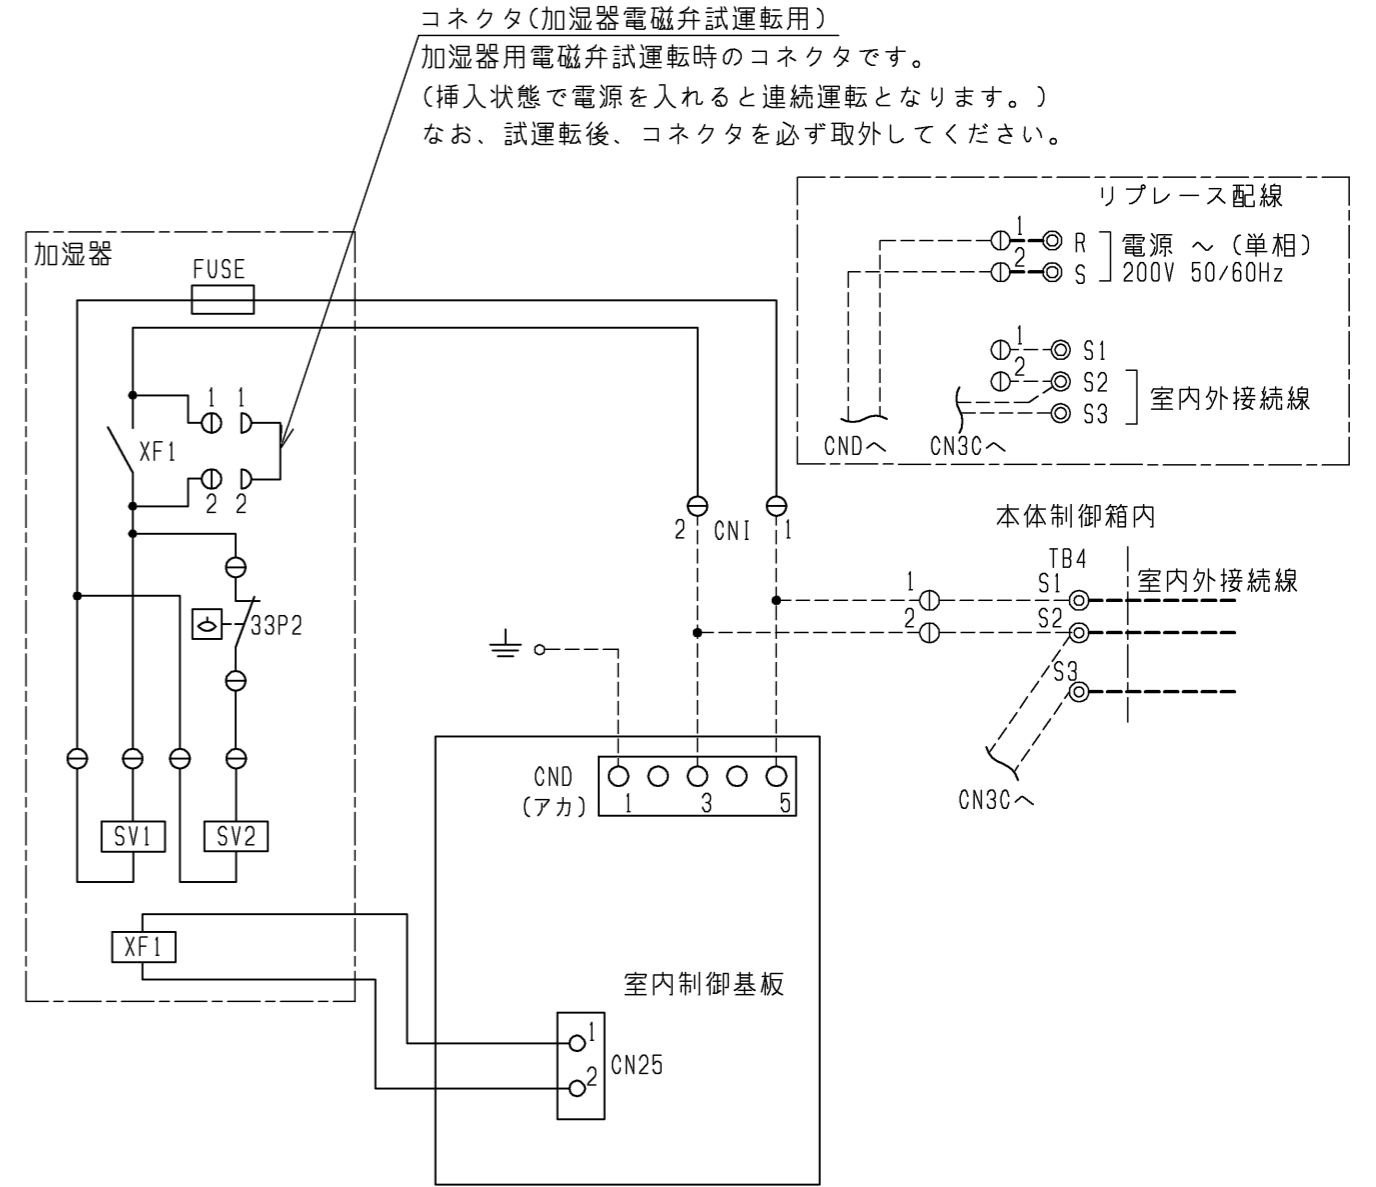 コネクタ(加湿器電磁弁試運転用)
加湿器用電磁弁試運転時のコネクタです。
(挿入状態で電源を入れると連続運転となります。)
なお、試運転後、コネクタを必ず取外してください。
リプレース配線
1 R 電源 ～ (単相)
2 S 200V 50/60Hz
1 S1
2 S2
S3
室内外接続線
CNDへ CN3Cへ
加湿器
FUSE
1 1
XF1
2 2
33P2
SV1 SV2
XF1
2 CNI 1
本体制御箱内
TB4
室内外接続線
1 S1
2 S2
S3
CN3Cへ
CND
(アカ)
1 3 5
室内制御基板
1
2
CN25